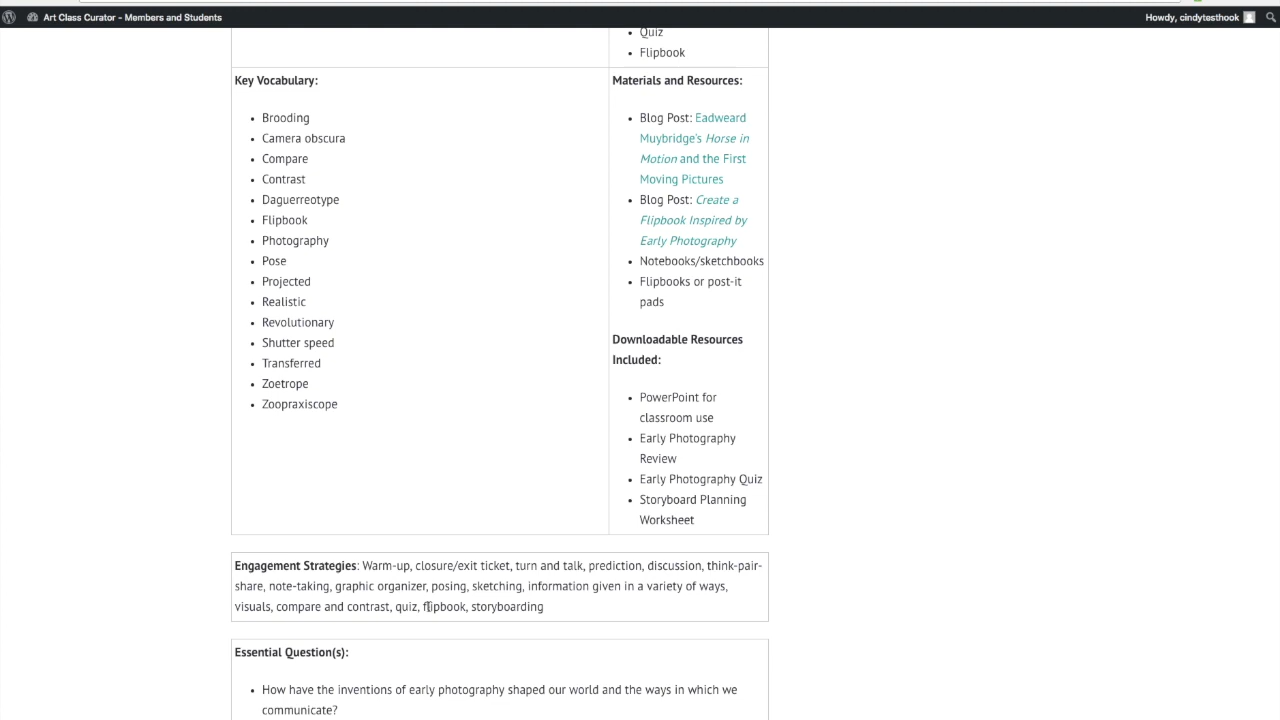 Art Class Curator - Members and Students
Howdy, cindytesthook
• Quiz
• Flipbook
Key Vocabulary:
• Brooding
• Camera obscura
• Compare
• Contrast
• Daguerreotype
• Flipbook
• Photography
• Pose
• Projected
• Realistic
• Revolutionary
• Shutter speed
• Transferred
• Zoetrope
• Zoopraxiscope
Materials and Resources:
• Blog Post: Eadweard
Muybridge's Horse in
Motion and the First
Moving Pictures
• Blog Post: Create a
Flipbook Inspired by
Early Photography
• Notebooks/sketchbooks
• Flipbooks or post-it
pads
Downloadable Resources
Included:
• PowerPoint for
classroom use
• Early Photography
Review
• Early Photography Quiz
• Storyboard Planning
Worksheet
Engagement Strategies: Warm-up, closure/exit ticket, turn and talk, prediction, discussion, think-pair-
share, note-taking, graphic organizer, posing, sketching, information given in a variety of ways,
visuals, compare and contrast, quiz, flipbook, storyboarding
Essential Question(s):
• How have the inventions of early photography shaped our world and the ways in which we
communicate?